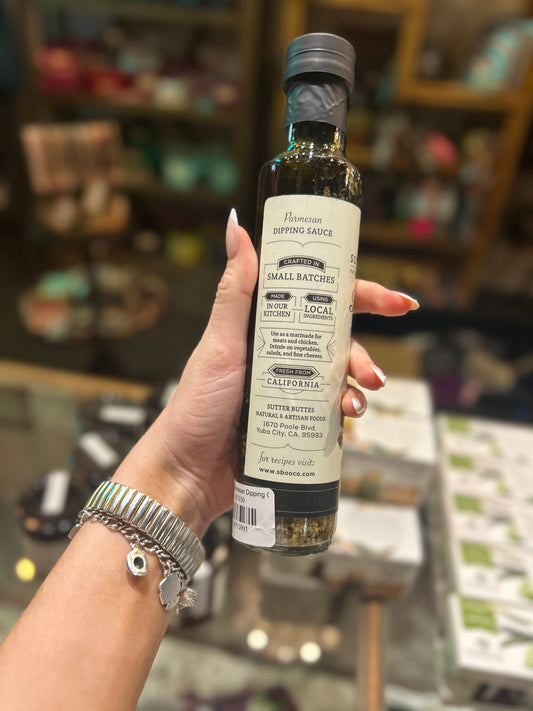 Parmesan
DIPPING SAUCE
CRAFTED IN
SMALL BATCHES
MADE
IN OUR
KITCHEN
USING
LOCAL
INGREDIENTS
Use as a marinade for
meats and chicken.
Drizzle on vegetables,
salads, and fine cheeses.
FRESH FROM
CALIFORNIA
SUTTER BUTTES
NATURAL & ARTISAN FOODS
1670 Poole Blvd.
Yuba City, CA. 95993
for recipes visit:
www.sbooco.com
Dipping